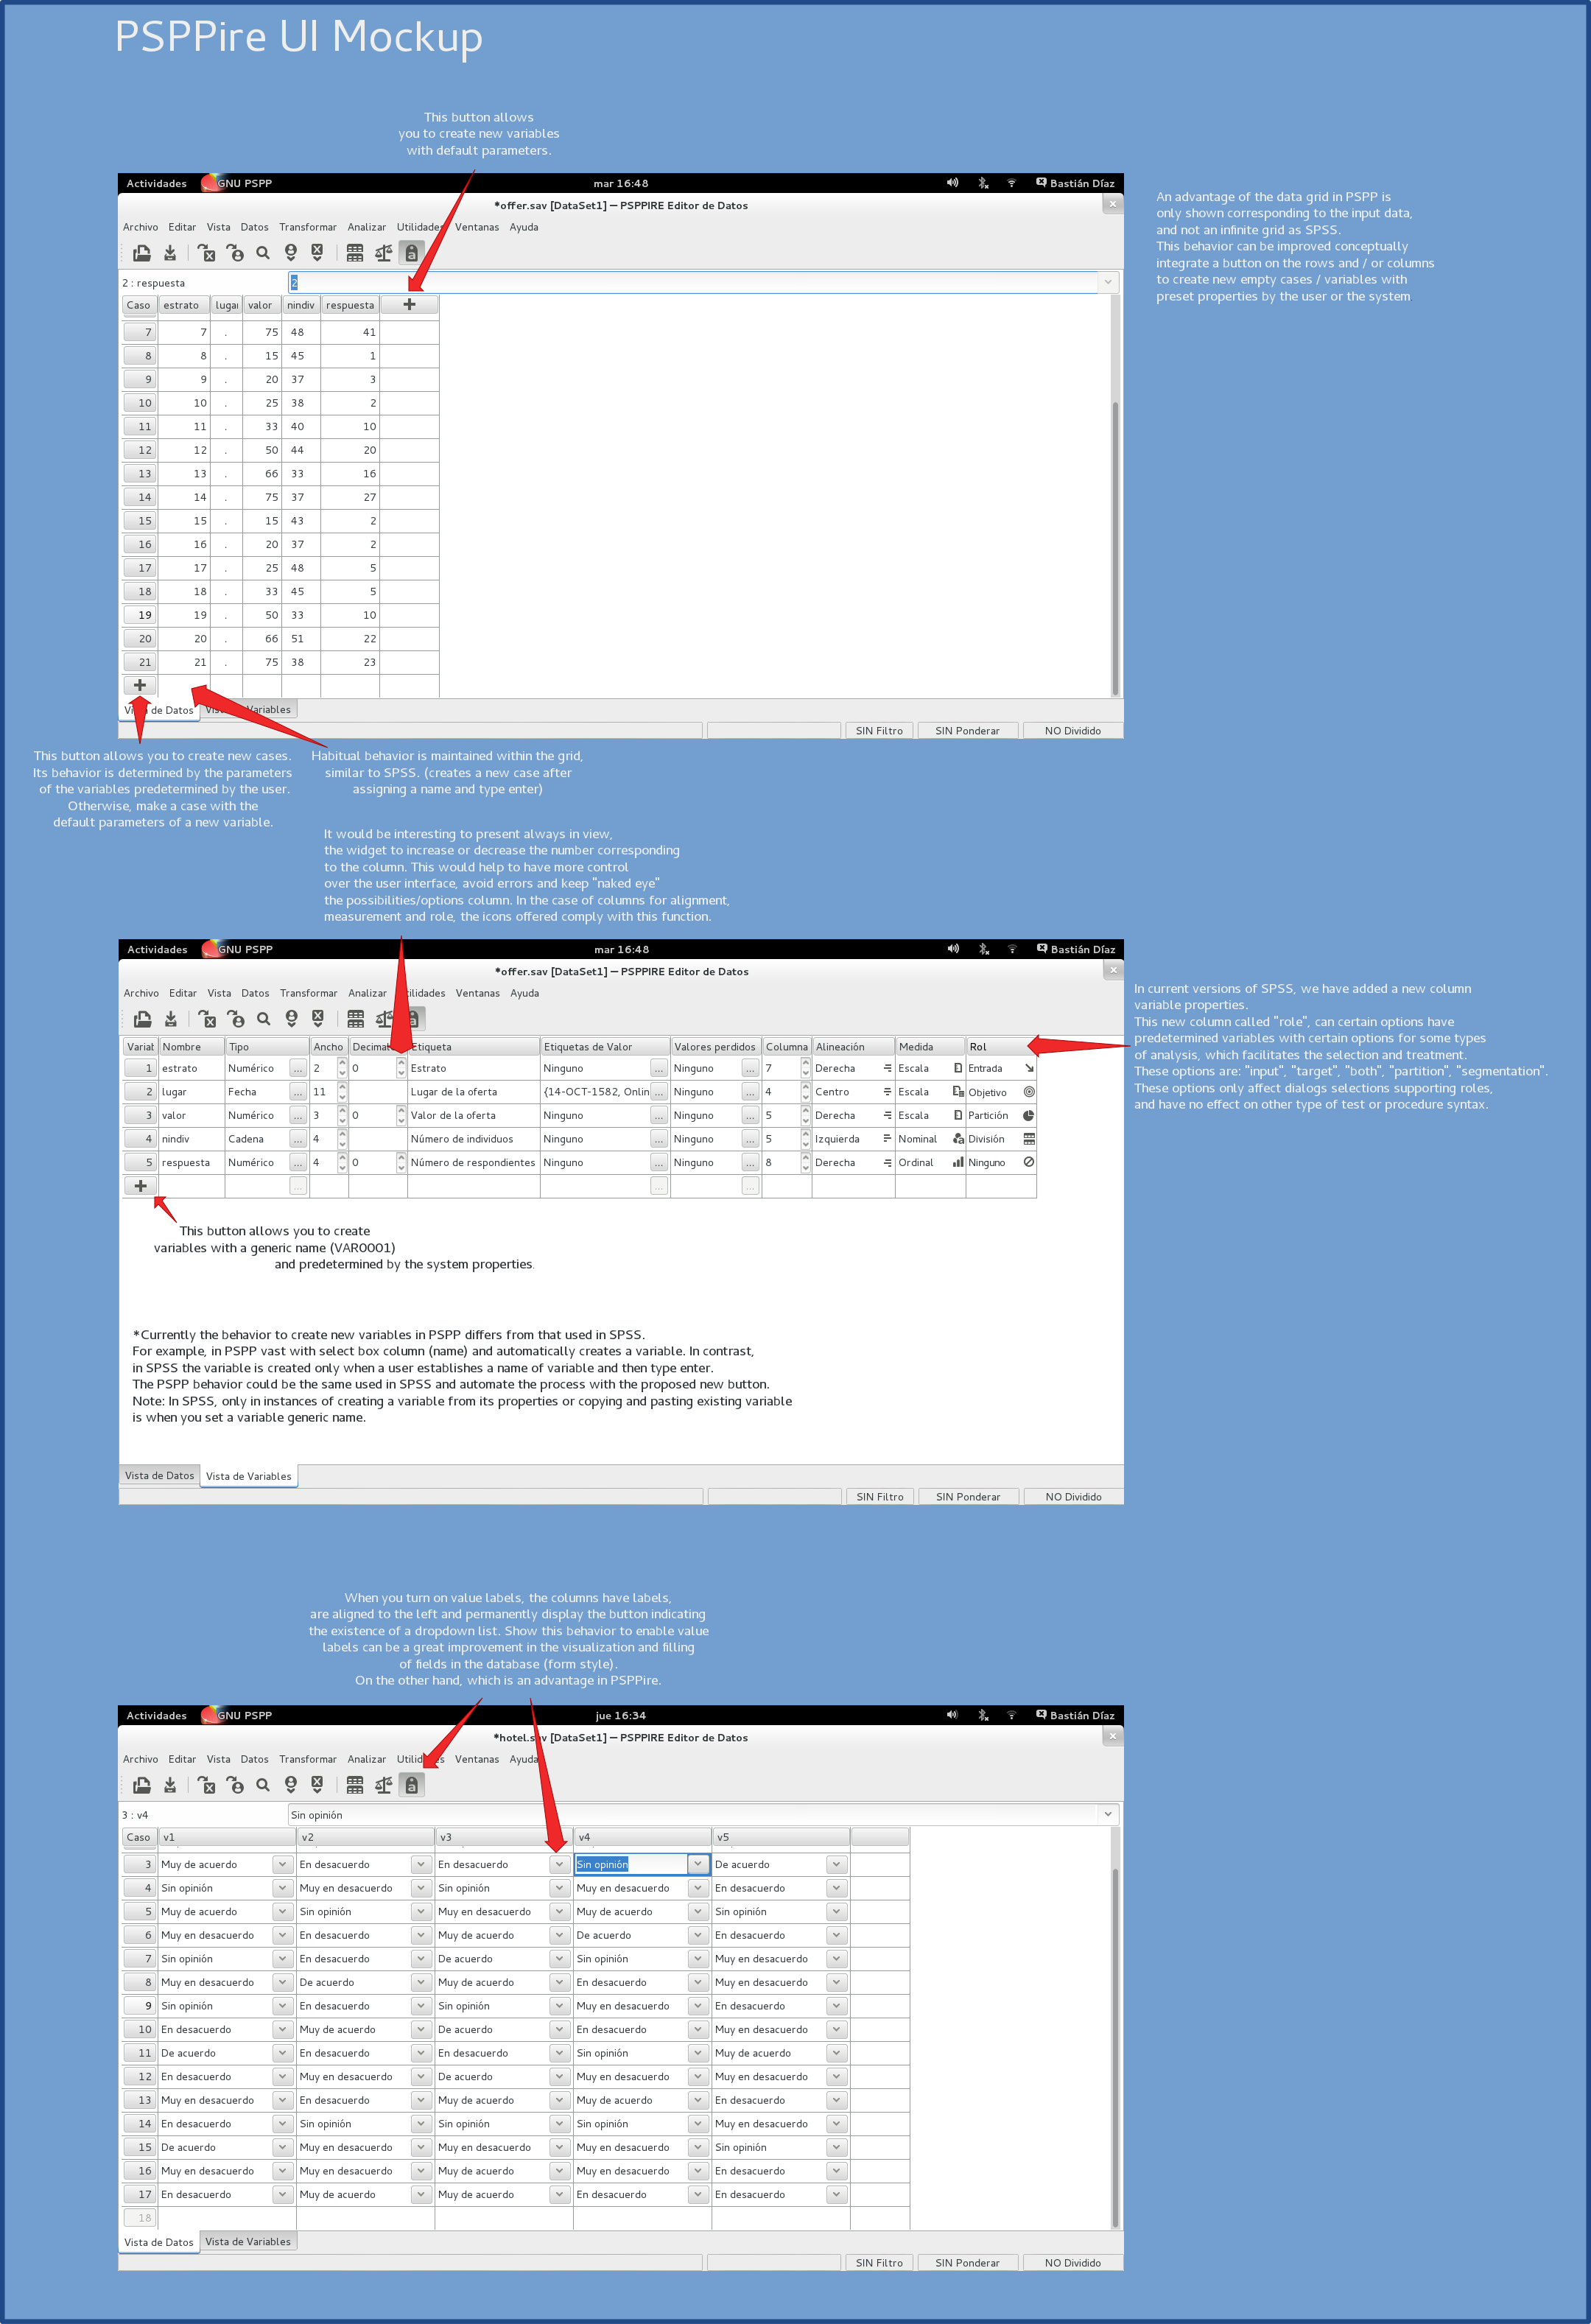 PSPPire UI Mockup
This button allows
you to create new variables
with default parameters.
Actividades GNU PSPP mar 16:48 Bastián Díaz
*offer.sav [DataSet1] — PSPPIRE Editor de Datos
Archivo Editar Vista Datos Transformar Analizar Utilidades Ventanas Ayuda
a
2 : respuesta 2
Caso estrato lugar valor nindiv respuesta
7 7 . 75 48 41
8 8 . 15 45 1
9 9 . 20 37 3
10 10 . 25 38 2
11 11 . 33 40 10
12 12 . 50 44 20
13 13 . 66 33 16
14 14 . 75 37 27
15 15 . 15 43 2
16 16 . 20 37 2
17 17 . 25 48 5
18 18 . 33 45 5
19 19 . 50 33 10
20 20 . 66 51 22
21 21 . 75 38 23
Vista de Datos Vista de Variables
SIN Filtro SIN Ponderar NO Dividido
An advantage of the data grid in PSPP is
only shown corresponding to the input data,
and not an infinite grid as SPSS.
This behavior can be improved conceptually
integrate a button on the rows and / or columns
to create new empty cases / variables with
preset properties by the user or the system
This button allows you to create new cases.
Its behavior is determined by the parameters
of the variables predetermined by the user.
Otherwise, make a case with the
default parameters of a new variable.
Habitual behavior is maintained within the grid,
similar to SPSS. (creates a new case after
assigning a name and type enter)
It would be interesting to present always in view,
the widget to increase or decrease the number corresponding
to the column. This would help to have more control
over the user interface, avoid errors and keep "naked eye"
the possibilities/options column. In the case of columns for alignment,
measurement and role, the icons offered comply with this function.
Actividades GNU PSPP mar 16:48 Bastián Díaz
*offer.sav [DataSet1] — PSPPIRE Editor de Datos
Archivo Editar Vista Datos Transformar Analizar Utilidades Ventanas Ayuda
Variab Nombre Tipo Ancho Decimal Etiqueta Etiquetas de Valor Valores perdidos Columna Alineación Medida Rol
1 estrato Numérico ... 2 0 Estrato Ninguno ... Ninguno ... 7 Derecha Escala Entrada
2 lugar Fecha ... 11 Lugar de la oferta {14-OCT-1582, Onlin ... Ninguno ... 4 Centro Escala Objetivo
3 valor Numérico ... 3 0 Valor de la oferta Ninguno ... Ninguno ... 5 Derecha Escala Partición
4 nindiv Cadena ... 4 Número de individuos Ninguno ... Ninguno ... 5 Izquierda Nominal División
5 respuesta Numérico ... 4 0 Número de respondientes Ninguno ... Ninguno ... 8 Derecha Ordinal Ninguno
... ... ...
This button allows you to create
variables with a generic name (VAR0001)
and predetermined by the system properties.
*Currently the behavior to create new variables in PSPP differs from that used in SPSS.
For example, in PSPP vast with select box column (name) and automatically creates a variable. In contrast,
in SPSS the variable is created only when a user establishes a name of variable and then type enter.
The PSPP behavior could be the same used in SPSS and automate the process with the proposed new button.
Note: In SPSS, only in instances of creating a variable from its properties or copying and pasting existing variable
is when you set a variable generic name.
Vista de Datos Vista de Variables
SIN Filtro SIN Ponderar NO Dividido
In current versions of SPSS, we have added a new column
variable properties.
This new column called "role", can certain options have
predetermined variables with certain options for some types
of analysis, which facilitates the selection and treatment.
These options are: "input", "target", "both", "partition", "segmentation".
These options only affect dialogs selections supporting roles,
and have no effect on other type of test or procedure syntax.
When you turn on value labels, the columns have labels,
are aligned to the left and permanently display the button indicating
the existence of a dropdown list. Show this behavior to enable value
labels can be a great improvement in the visualization and filling
of fields in the database (form style).
On the other hand, which is an advantage in PSPPire.
Actividades GNU PSPP jue 16:34 Bastián Díaz
*hotel.sav [DataSet1] — PSPPIRE Editor de Datos
Archivo Editar Vista Datos Transformar Analizar Utilidades Ventanas Ayuda
a
3 : v4 Sin opinión
Caso v1 v2 v3 v4 v5
3 Muy de acuerdo En desacuerdo En desacuerdo Sin opinión De acuerdo
4 Sin opinión Muy en desacuerdo Sin opinión Muy en desacuerdo En desacuerdo
5 Muy de acuerdo Sin opinión Muy en desacuerdo Muy de acuerdo Sin opinión
6 Muy en desacuerdo En desacuerdo Muy de acuerdo De acuerdo En desacuerdo
7 Sin opinión En desacuerdo De acuerdo Sin opinión Muy en desacuerdo
8 Muy en desacuerdo De acuerdo Muy de acuerdo En desacuerdo Muy en desacuerdo
9 Sin opinión En desacuerdo Sin opinión Muy en desacuerdo En desacuerdo
10 En desacuerdo Muy de acuerdo De acuerdo En desacuerdo Muy en desacuerdo
11 De acuerdo En desacuerdo En desacuerdo Sin opinión Muy de acuerdo
12 En desacuerdo Muy en desacuerdo De acuerdo Muy en desacuerdo Muy en desacuerdo
13 Muy en desacuerdo En desacuerdo Muy de acuerdo Muy de acuerdo En desacuerdo
14 En desacuerdo Sin opinión Sin opinión Sin opinión Muy en desacuerdo
15 De acuerdo Muy en desacuerdo Muy en desacuerdo Muy en desacuerdo Sin opinión
16 Muy en desacuerdo Muy en desacuerdo Muy de acuerdo Muy en desacuerdo En desacuerdo
17 En desacuerdo Muy de acuerdo Muy de acuerdo En desacuerdo En desacuerdo
18
Vista de Datos Vista de Variables
SIN Filtro SIN Ponderar NO Dividido